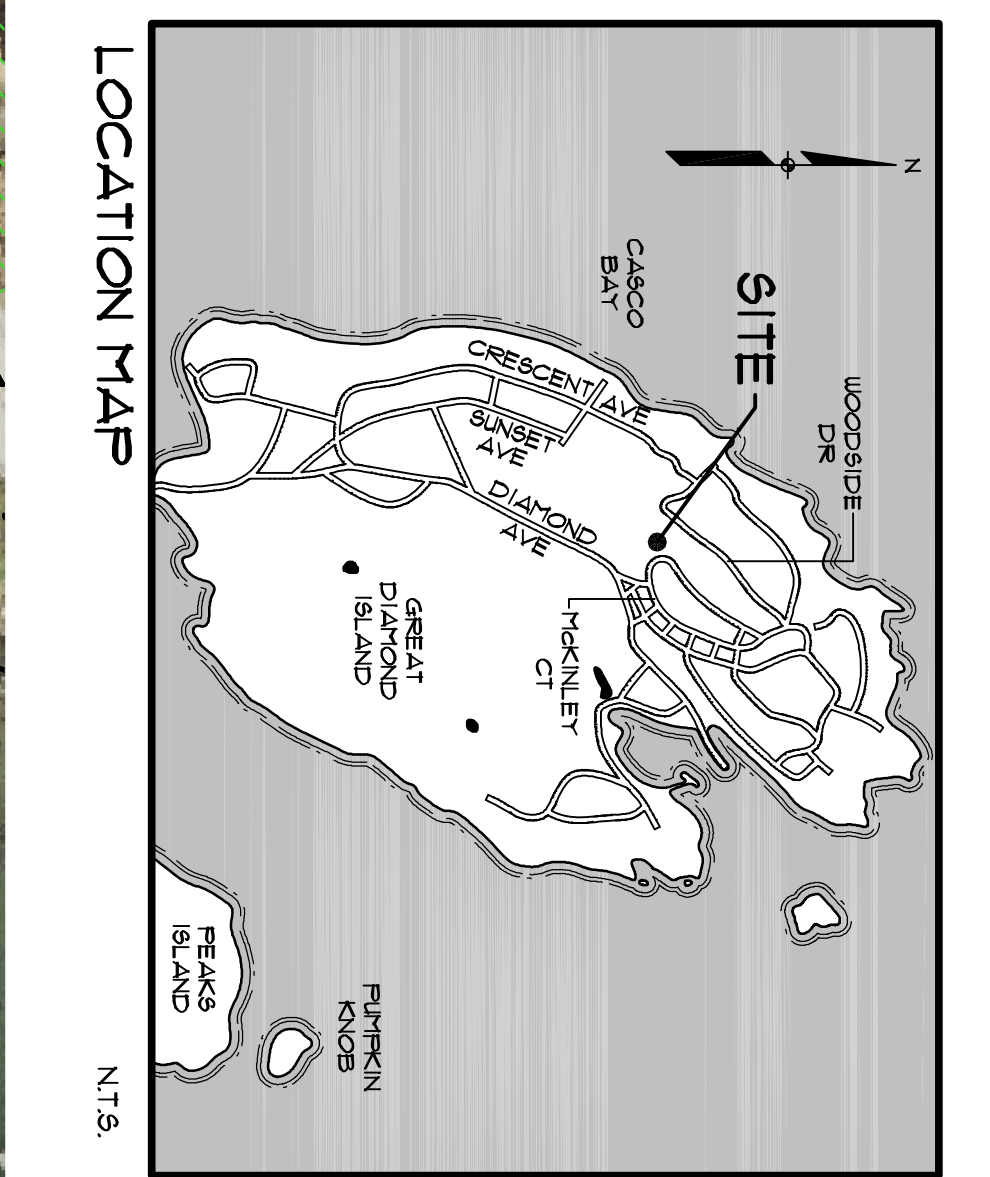 N
CASCO
BAY
SITE
WOODSIDE
DR
CRESCENT AVE
SUNSET
AVE
DIAMOND
AVE
McKINLEY
CT
GREAT
DIAMOND
ISLAND
PEAKS
ISLAND
PUMPKIN
KNOB
LOCATION MAP
N.T.S.